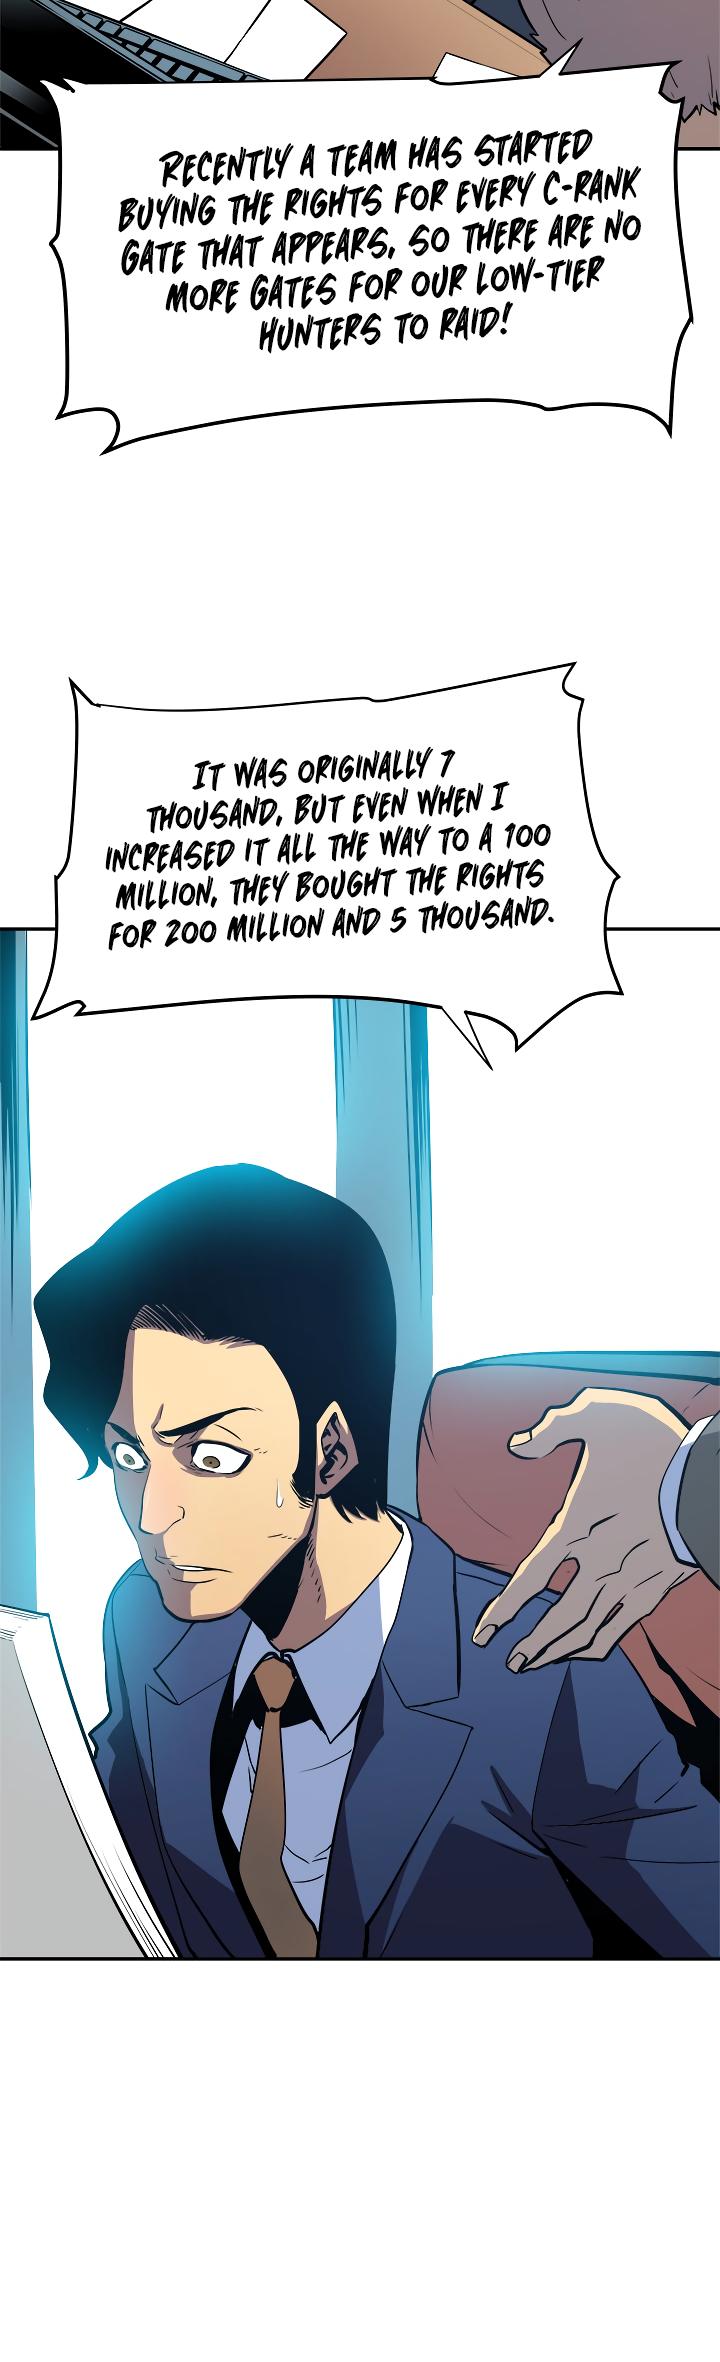 RECENTLY A TEAM HAS STARTED
BUYING THE RIGHTS FOR EVERY C-RANK
GATE THAT APPEARS, SO THERE ARE NO
MORE GATES FOR OUR LOW-TIER
HUNTERS TO RAID!
IT WAS ORIGINALLY 7
THOUSAND, BUT EVEN WHEN I
INCREASED IT ALL THE WAY TO A 100
MILLION, THEY BOUGHT THE RIGHTS
FOR 200 MILLION AND 5 THOUSAND.